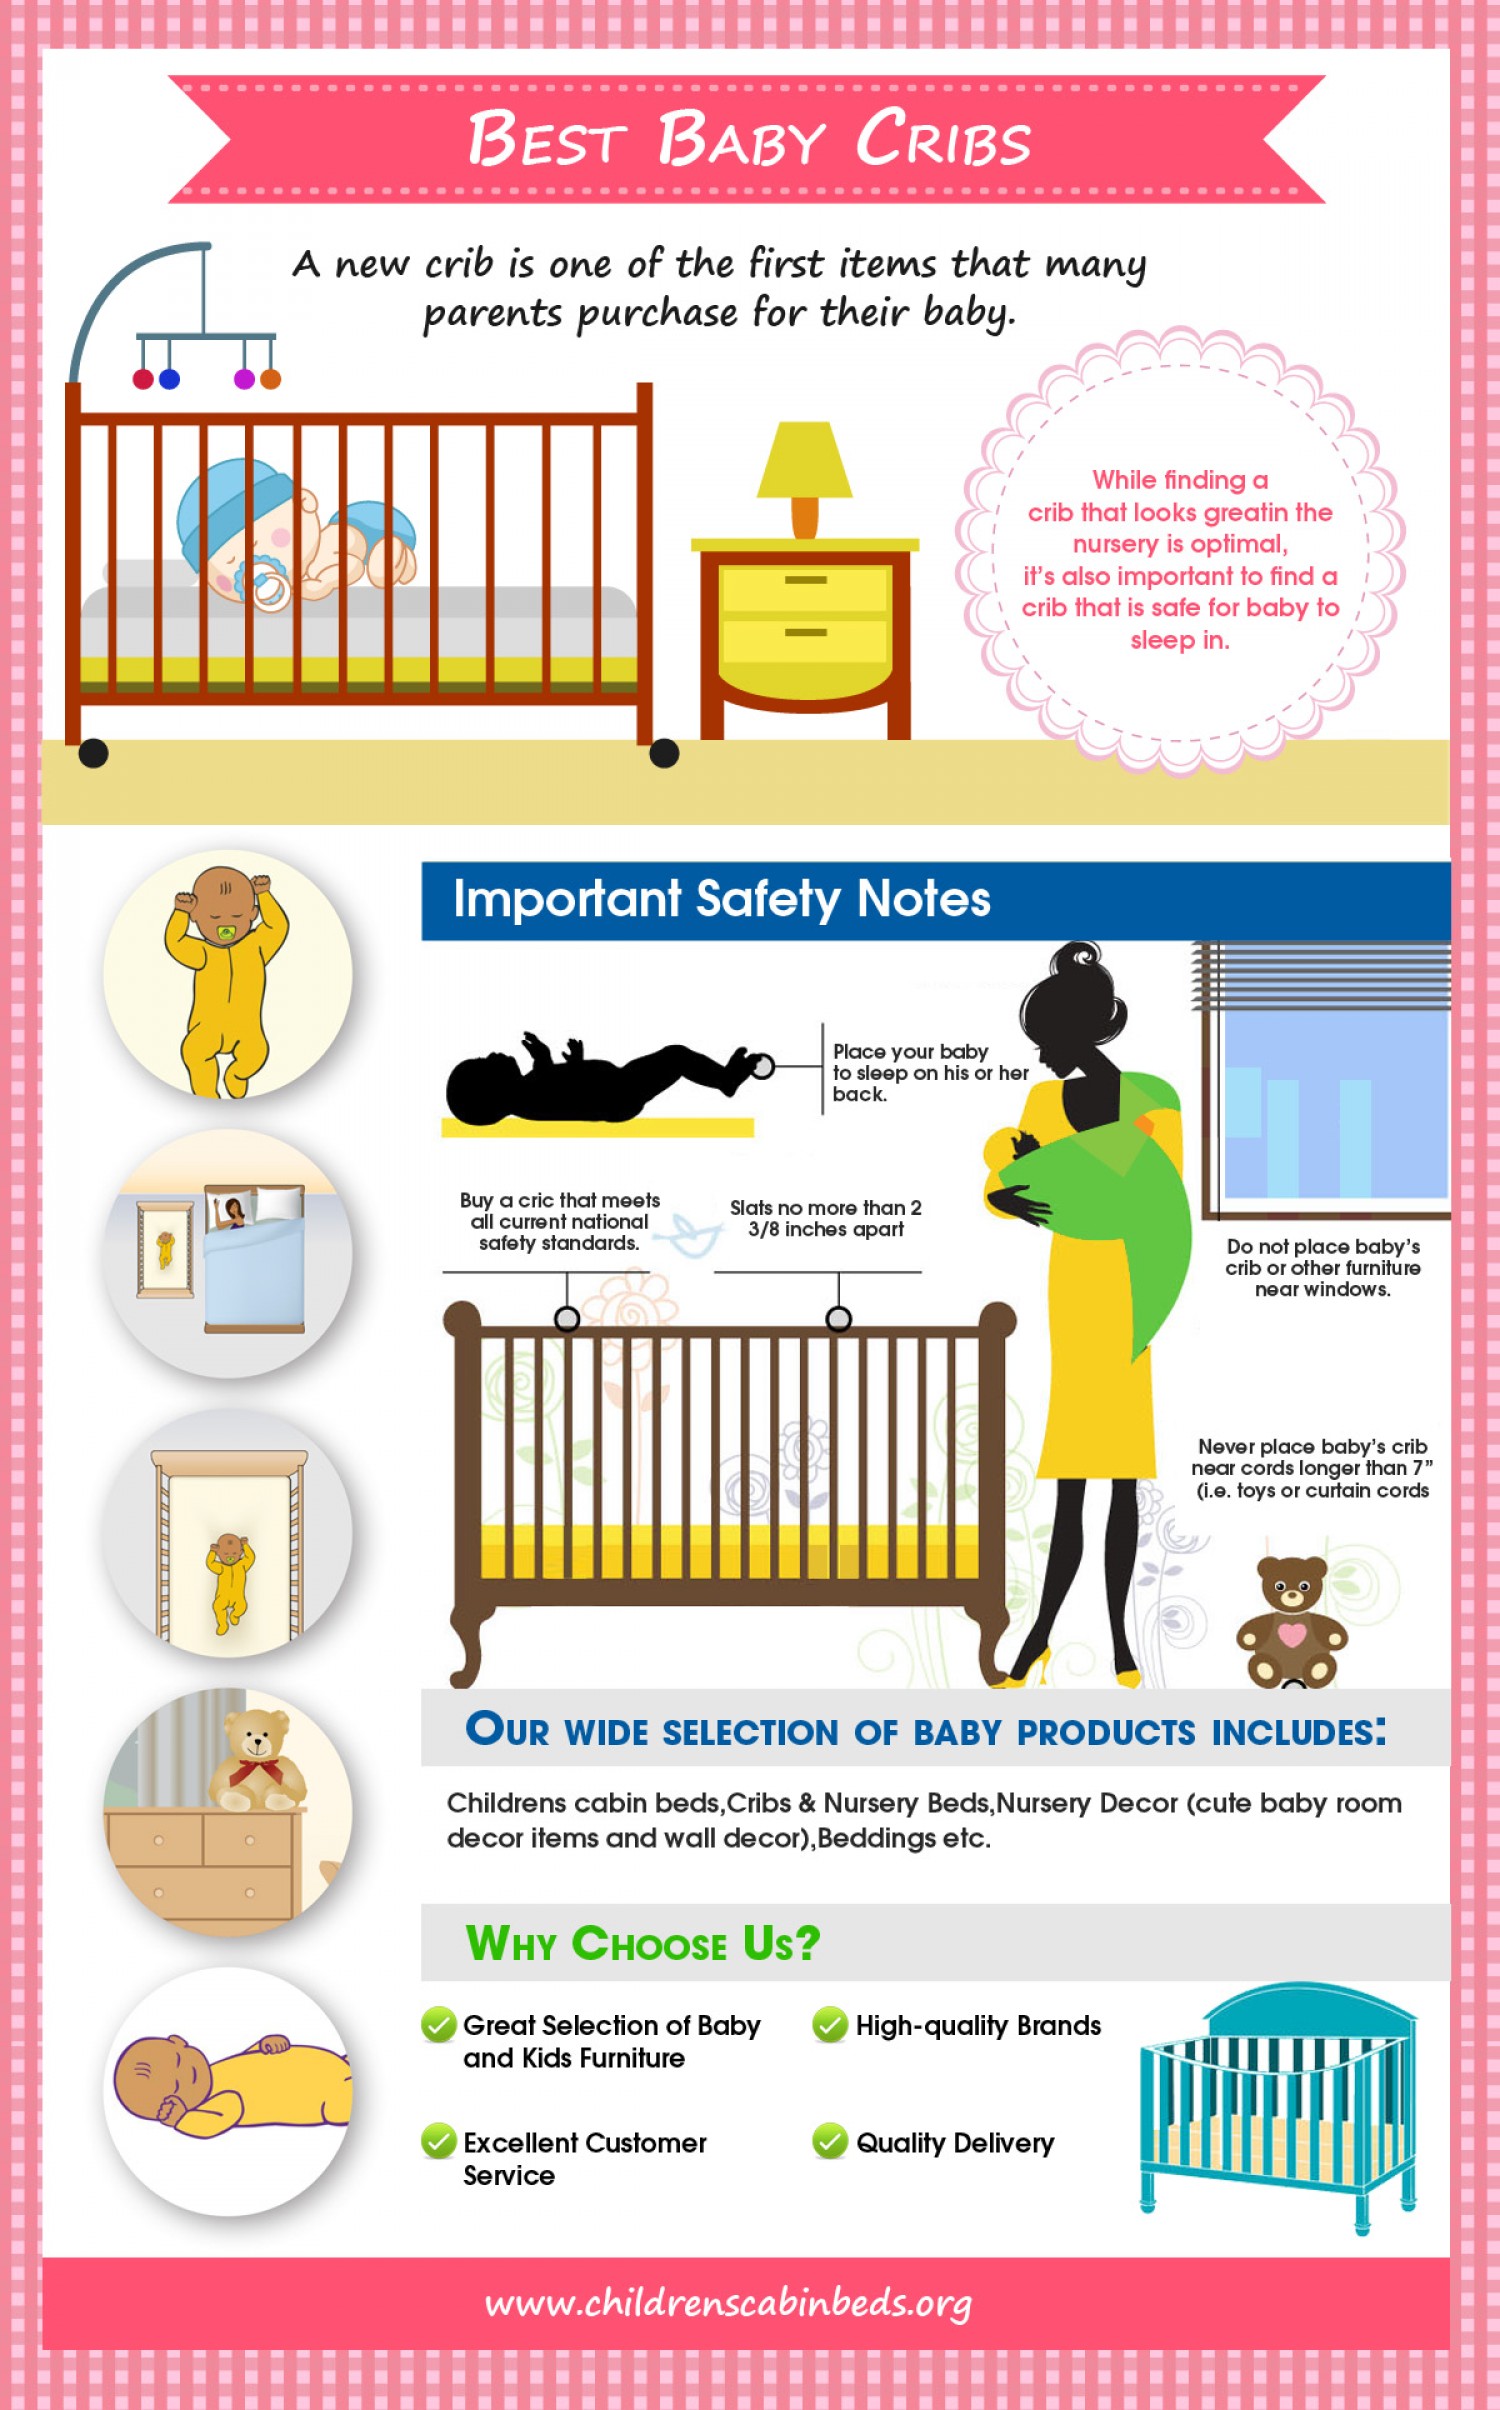 BEST BABY CRIBS
A new crib is one of the first items that many
parents purchase for their baby.
While finding a
crib that looks greatin the
nursery is optimal,
it's also important to find a
crib that is safe for baby to
sleep in.
Important Safety Notes
Place your baby
to sleep on his or her
back.
Buy a cric that meets
all current national
safety standards.
Slats no more than 2
3/8 inches apart
Do not place baby's
crib or other furniture
near windows.
Never place baby's crib
near cords longer than 7"
(i.e. toys or curtain cords
OUR WIDE SELECTION OF BABY PRODUCTS INCLUDES:
Childrens cabin beds,Cribs & Nursery Beds,Nursery Decor (cute baby room
decor items and wall decor),Beddings etc.
WHY CHOOSE US?
Great Selection of Baby
and Kids Furniture
High-quality Brands
Excellent Customer
Service
Quality Delivery
www.childrenscabinbeds.org